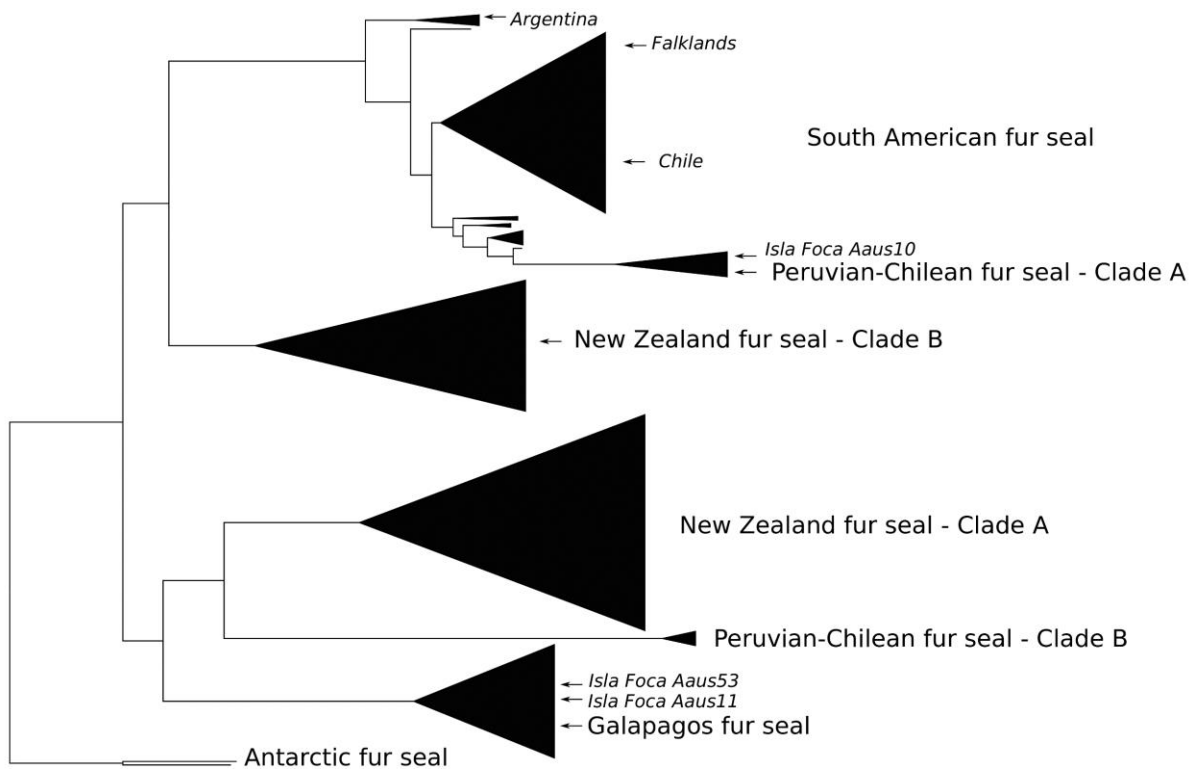 Argentina
Falklands
South American fur seal
Chile
Isla Foca Aaus10
Peruvian-Chilean fur seal - Clade A
New Zealand fur seal - Clade B
New Zealand fur seal - Clade A
Peruvian-Chilean fur seal - Clade B
Isla Foca Aaus53
Isla Foca Aaus11
Galapagos fur seal
Antarctic fur seal